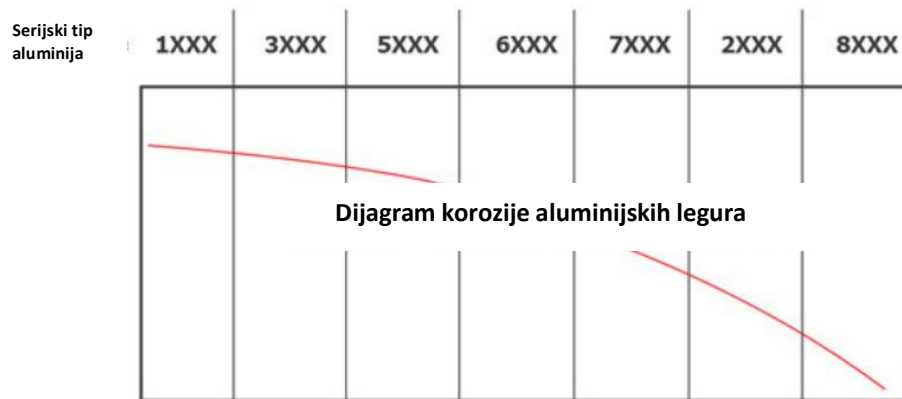 Serijski tip
aluminija
1XXX 3XXX 5XXX 6XXX 7XXX 2XXX 8XXX
Dijagram korozije aluminijskih legura